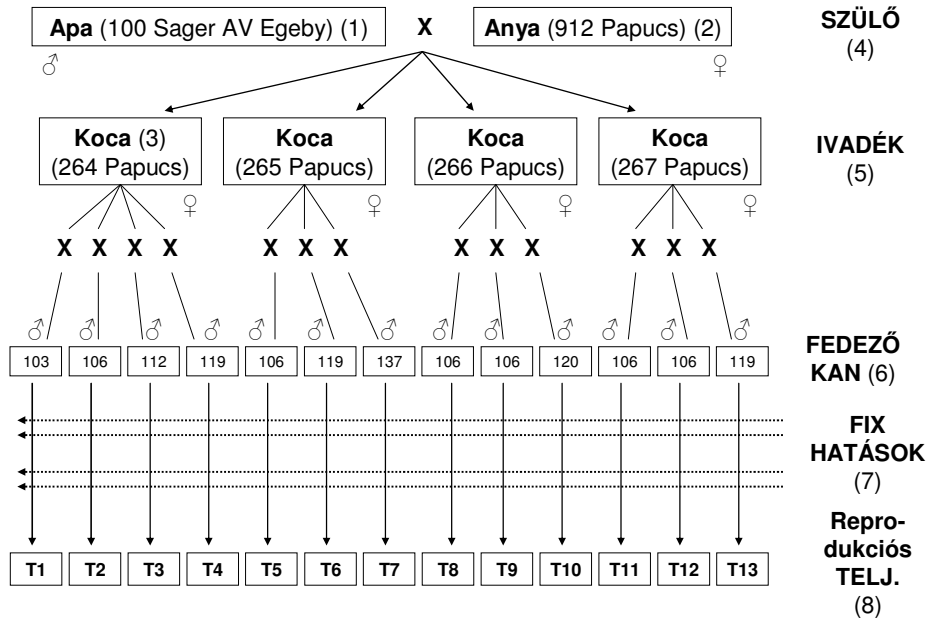 Apa (100 Sager AV Egeby) (1) X Anya (912 Papucs) (2) SZÜLŐ
(4)
♂ ♀
Koca (3) Koca Koca Koca IVADÉK
(264 Papucs) (265 Papucs) (266 Papucs) (267 Papucs) (5)
♀ ♀ ♀ ♀
X X X X X X X X X X X X X
♂ ♂ ♂ ♂ ♂ ♂ ♂ ♂ ♂ ♂ ♂ ♂ ♂
103 106 112 119 106 119 137 106 106 120 106 106 119 FEDEZŐ
KAN (6)
FIX
HATÁSOK
(7)
Repro-
dukciós
T1 T2 T3 T4 T5 T6 T7 T8 T9 T10 T11 T12 T13 TELJ.
(8)